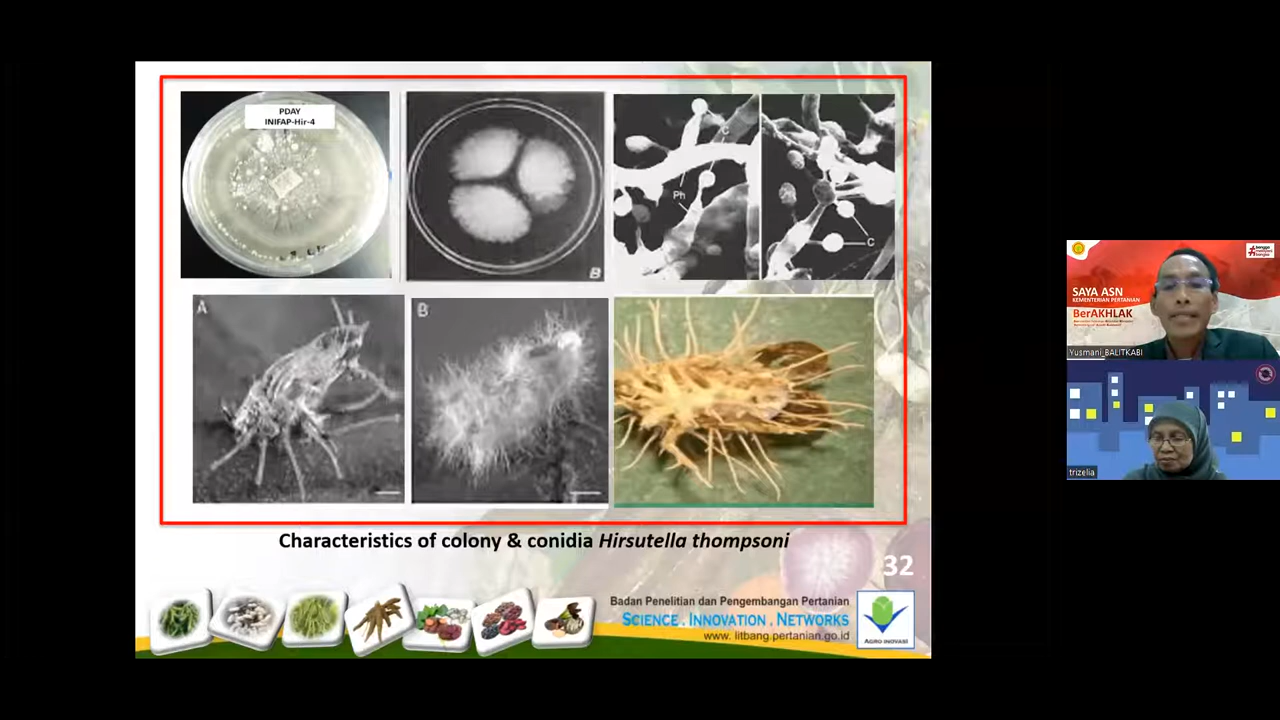 PDAY
INIFAP-Hir-4
B
C
Ph
C
A
B
Characteristics of colony & conidia Hirsutella thompsoni
32
Badan Penelitian dan Pengembangan Pertanian
SCIENCE . INNOVATION . NETWORKS
www. litbang.pertanian.go.id
AGRO INOVASI
SAYA ASN
KEMENTERIAN PERTANIAN
BerAKHLAK
Yusmani_BALITKABI
trizelia